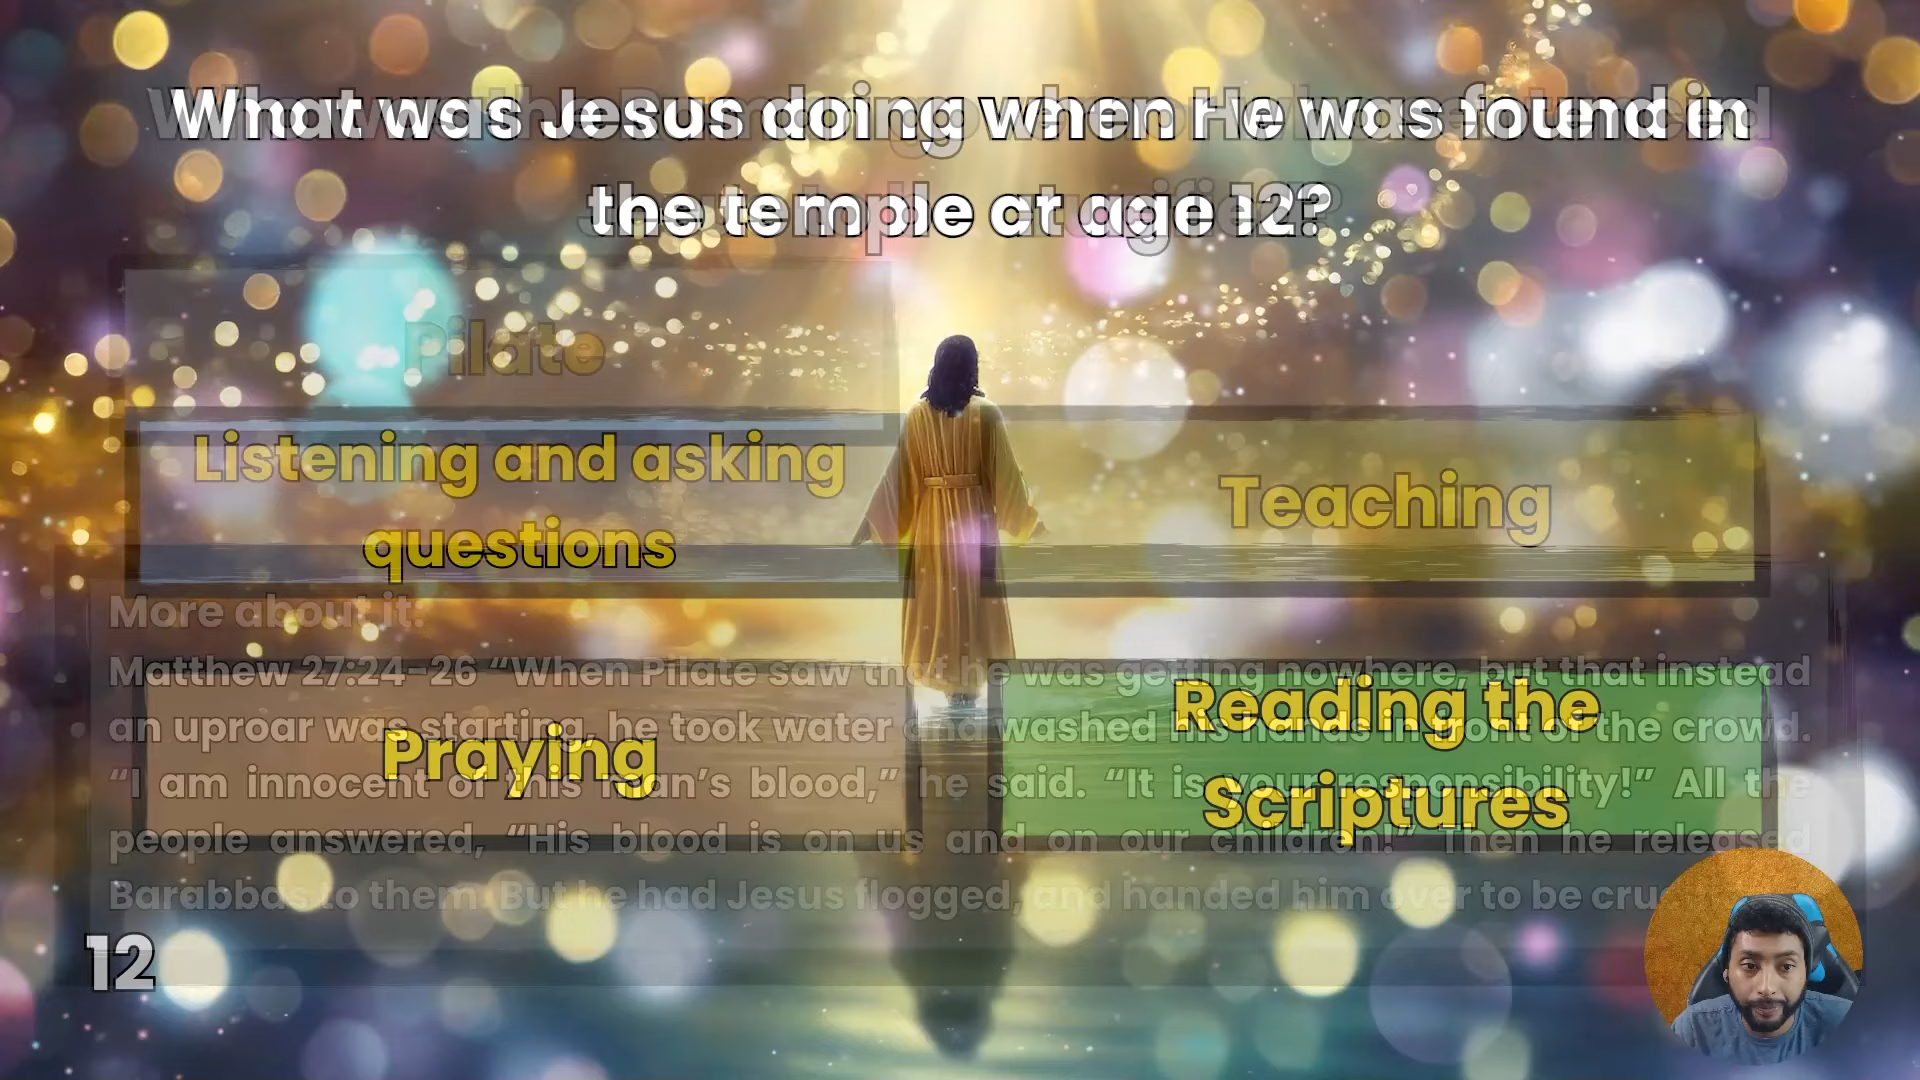 What was Jesus doing when He was found in
the temple at age 12?
Pilate
Listening and asking
questions
Teaching
More about it:
Matthew 27:24-26 “When Pilate saw that he was getting nowhere, but that instead
an uproar was starting, he took water and washed his hands in front of the crowd.
“I am innocent of this man’s blood,” he said. “It is your responsibility!” All the
people answered, “His blood is on us and on our children!” Then he released
Barabbas to them. But he had Jesus flogged, and handed him over to be
Praying
Reading the
Scriptures
12